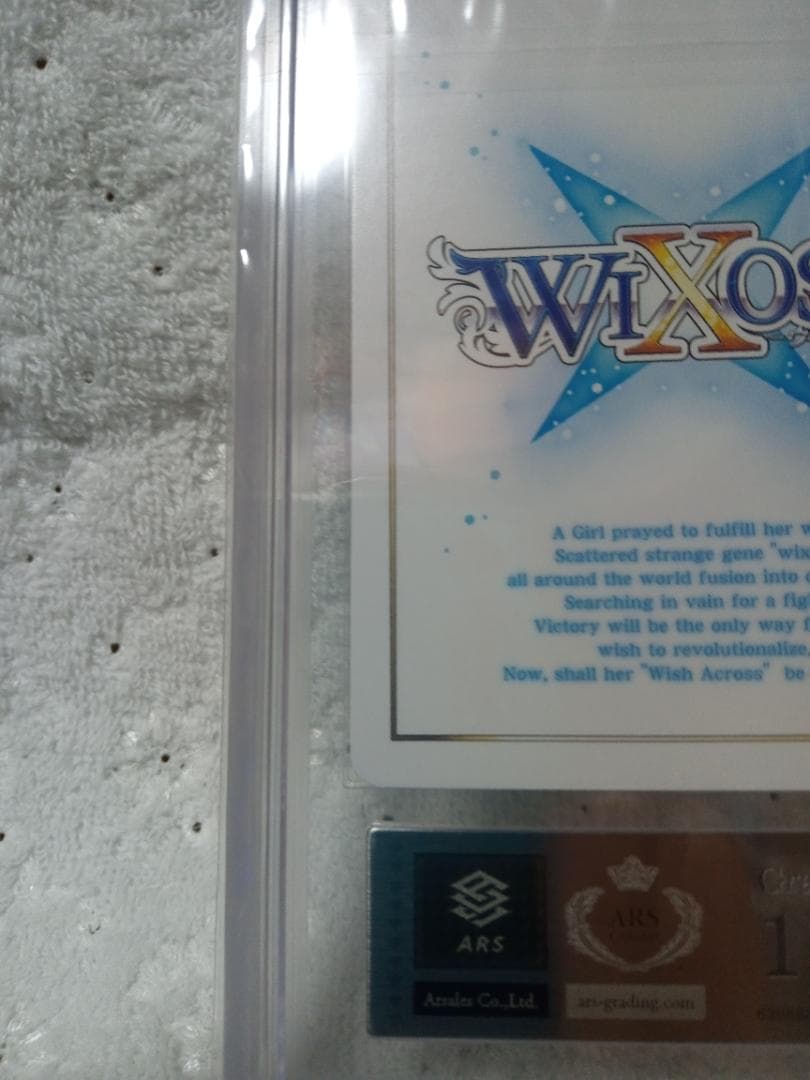 WIXOS
A Girl prayed to fulfill her w
Scattered strange gene "wix
all around the world fusion into
Searching in vain for a fig
Victory will be the only way f
wish to revolutionalize,
Now, shall her "Wish Across" be
ARS
Arsales Co.,Ltd.
ARS
ars-grading.com
1